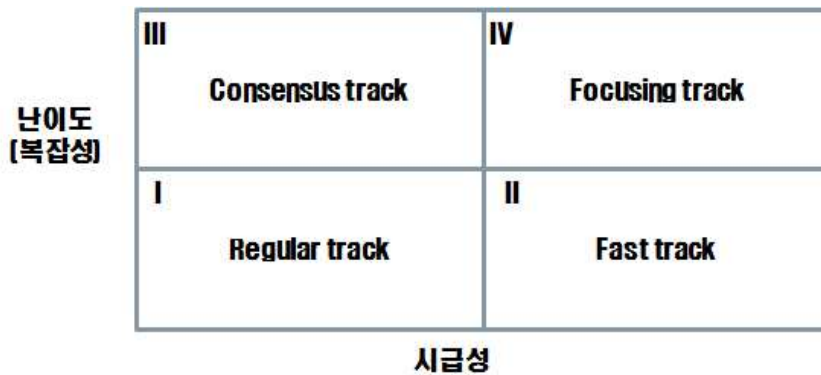 III
IV
Consensus track
Focusing track
난이도
(복잡성)
I
II
Regular track
Fast track
시급성